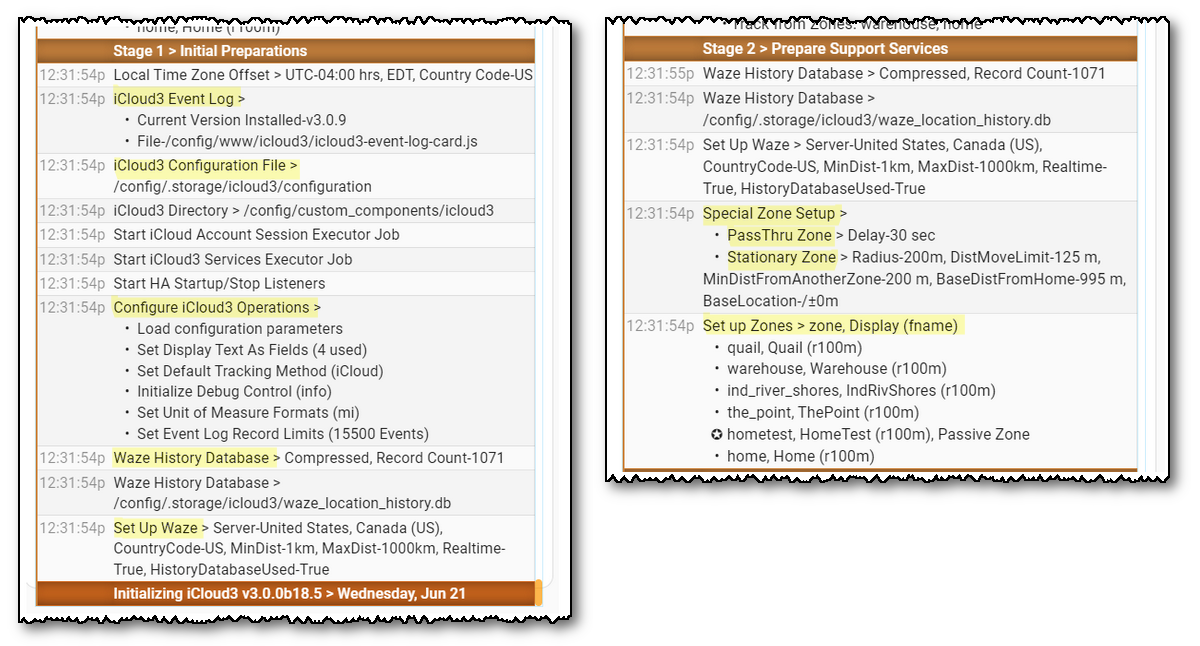 home, Home (r100m)
Stage 1 > Initial Preparations
12:31:54p Local Time Zone Offset > UTC-04:00 hrs, EDT, Country Code-US
12:31:54p iCloud3 Event Log >
• Current Version Installed-v3.0.9
• File-/config/www/icloud3/icloud3-event-log-card.js
12:31:54p iCloud3 Configuration File >
/config/.storage/icloud3/configuration
12:31:54p iCloud3 Directory > /config/custom_components/icloud3
12:31:54p Start iCloud Account Session Executor Job
12:31:54p Start iCloud3 Services Executor Job
12:31:54p Start HA Startup/Stop Listeners
12:31:54p Configure iCloud3 Operations >
• Load configuration parameters
• Set Display Text As Fields (4 used)
• Set Default Tracking Method (iCloud)
• Initialize Debug Control (info)
• Set Unit of Measure Formats (mi)
• Set Event Log Record Limits (15500 Events)
12:31:54p Waze History Database > Compressed, Record Count-1071
12:31:54p Waze History Database >
/config/.storage/icloud3/waze_location_history.db
12:31:54p Set Up Waze > Server-United States, Canada (US),
CountryCode-US, MinDist-1km, MaxDist-1000km, Realtime-
True, HistoryDatabaseUsed-True
Initializing iCloud3 v3.0.0b18.5 > Wednesday, Jun 21
Track from Zones: warehouse, home
Stage 2 > Prepare Support Services
12:31:55p Waze History Database > Compressed, Record Count-1071
12:31:54p Waze History Database >
/config/.storage/icloud3/waze_location_history.db
12:31:54p Set Up Waze > Server-United States, Canada (US),
CountryCode-US, MinDist-1km, MaxDist-1000km, Realtime-
True, HistoryDatabaseUsed-True
12:31:54p Special Zone Setup >
• PassThru Zone > Delay-30 sec
• Stationary Zone > Radius-200m, DistMoveLimit-125 m,
MinDistFromAnotherZone-200 m, BaseDistFromHome-995 m,
BaseLocation-/±0m
12:31:54p Set up Zones > zone, Display (fname)
• quail, Quail (r100m)
• warehouse, Warehouse (r100m)
• ind_river_shores, IndRivShores (r100m)
• the_point, ThePoint (r100m)
✪ hometest, HomeTest (r100m), Passive Zone
• home, Home (r100m)